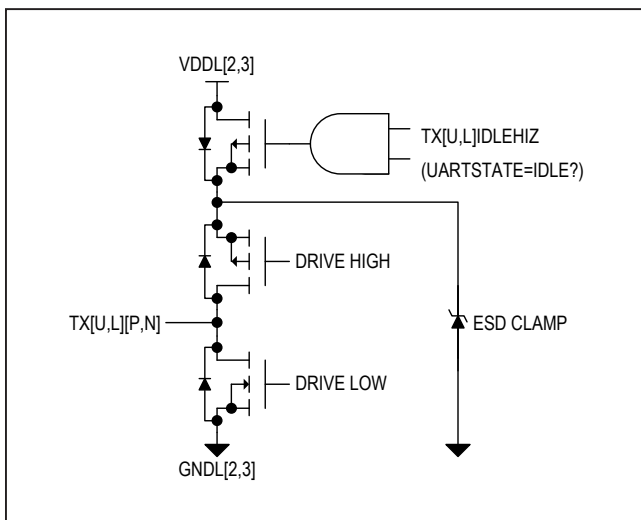 VDDL[2,3]
TX[U,L]IDLEHIZ
(UARTSTATE=IDLE?)
DRIVE HIGH
TX[U,L][P,N]
ESD CLAMP
DRIVE LOW
GNDL[2,3]